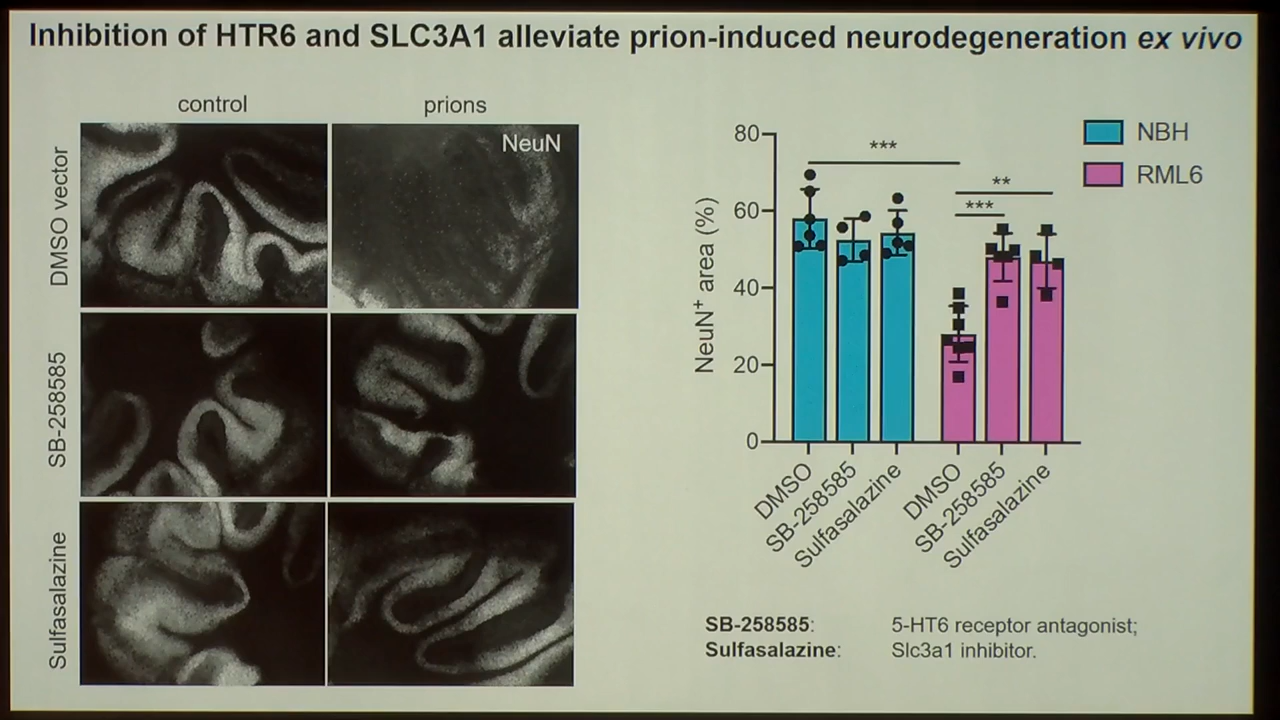 Inhibition of HTR6 and SLC3A1 alleviate prion-induced neurodegeneration ex vivo
control
prions
NeuN
DMSO vector
SB-258585
Sulfasalazine
NeuN+ area (%)
80
60
40
20
0
***
**
***
NBH
RML6
DMSO
SB-258585
Sulfasalazine
DMSO
SB-258585
Sulfasalazine
SB-258585: 5-HT6 receptor antagonist;
Sulfasalazine: Slc3a1 inhibitor.